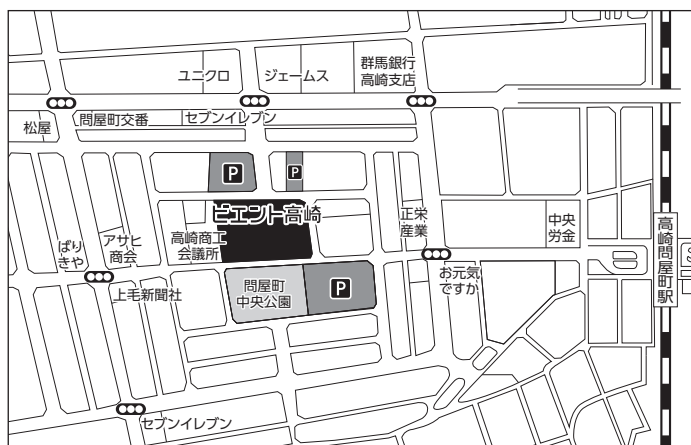 ユニクロ
ジェームス
群馬銀行
高崎支店
松屋
問屋町交番
セブンイレブン
P
P
ビエント高崎
ぱり
きや
アサヒ
商会
高崎商工
会議所
正栄
産業
中央
労金
高崎問屋町駅
上毛新聞社
問屋町
中央公園
P
お元気
ですか
セブンイレブン